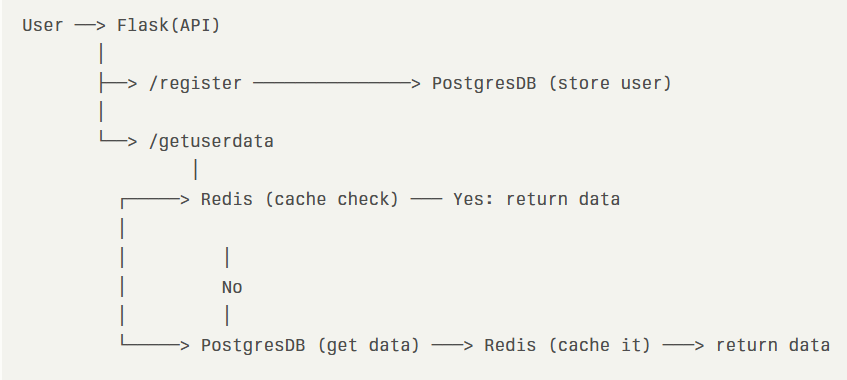 User ──> Flask(API)
│
├──> /register ───────────────> PostgresDB (store user)
│
└──> /getuserdata
│
┌─────> Redis (cache check) ─── Yes: return data
│
│ │
│ No
│ │
└─────> PostgresDB (get data) ───> Redis (cache it) ───> return data